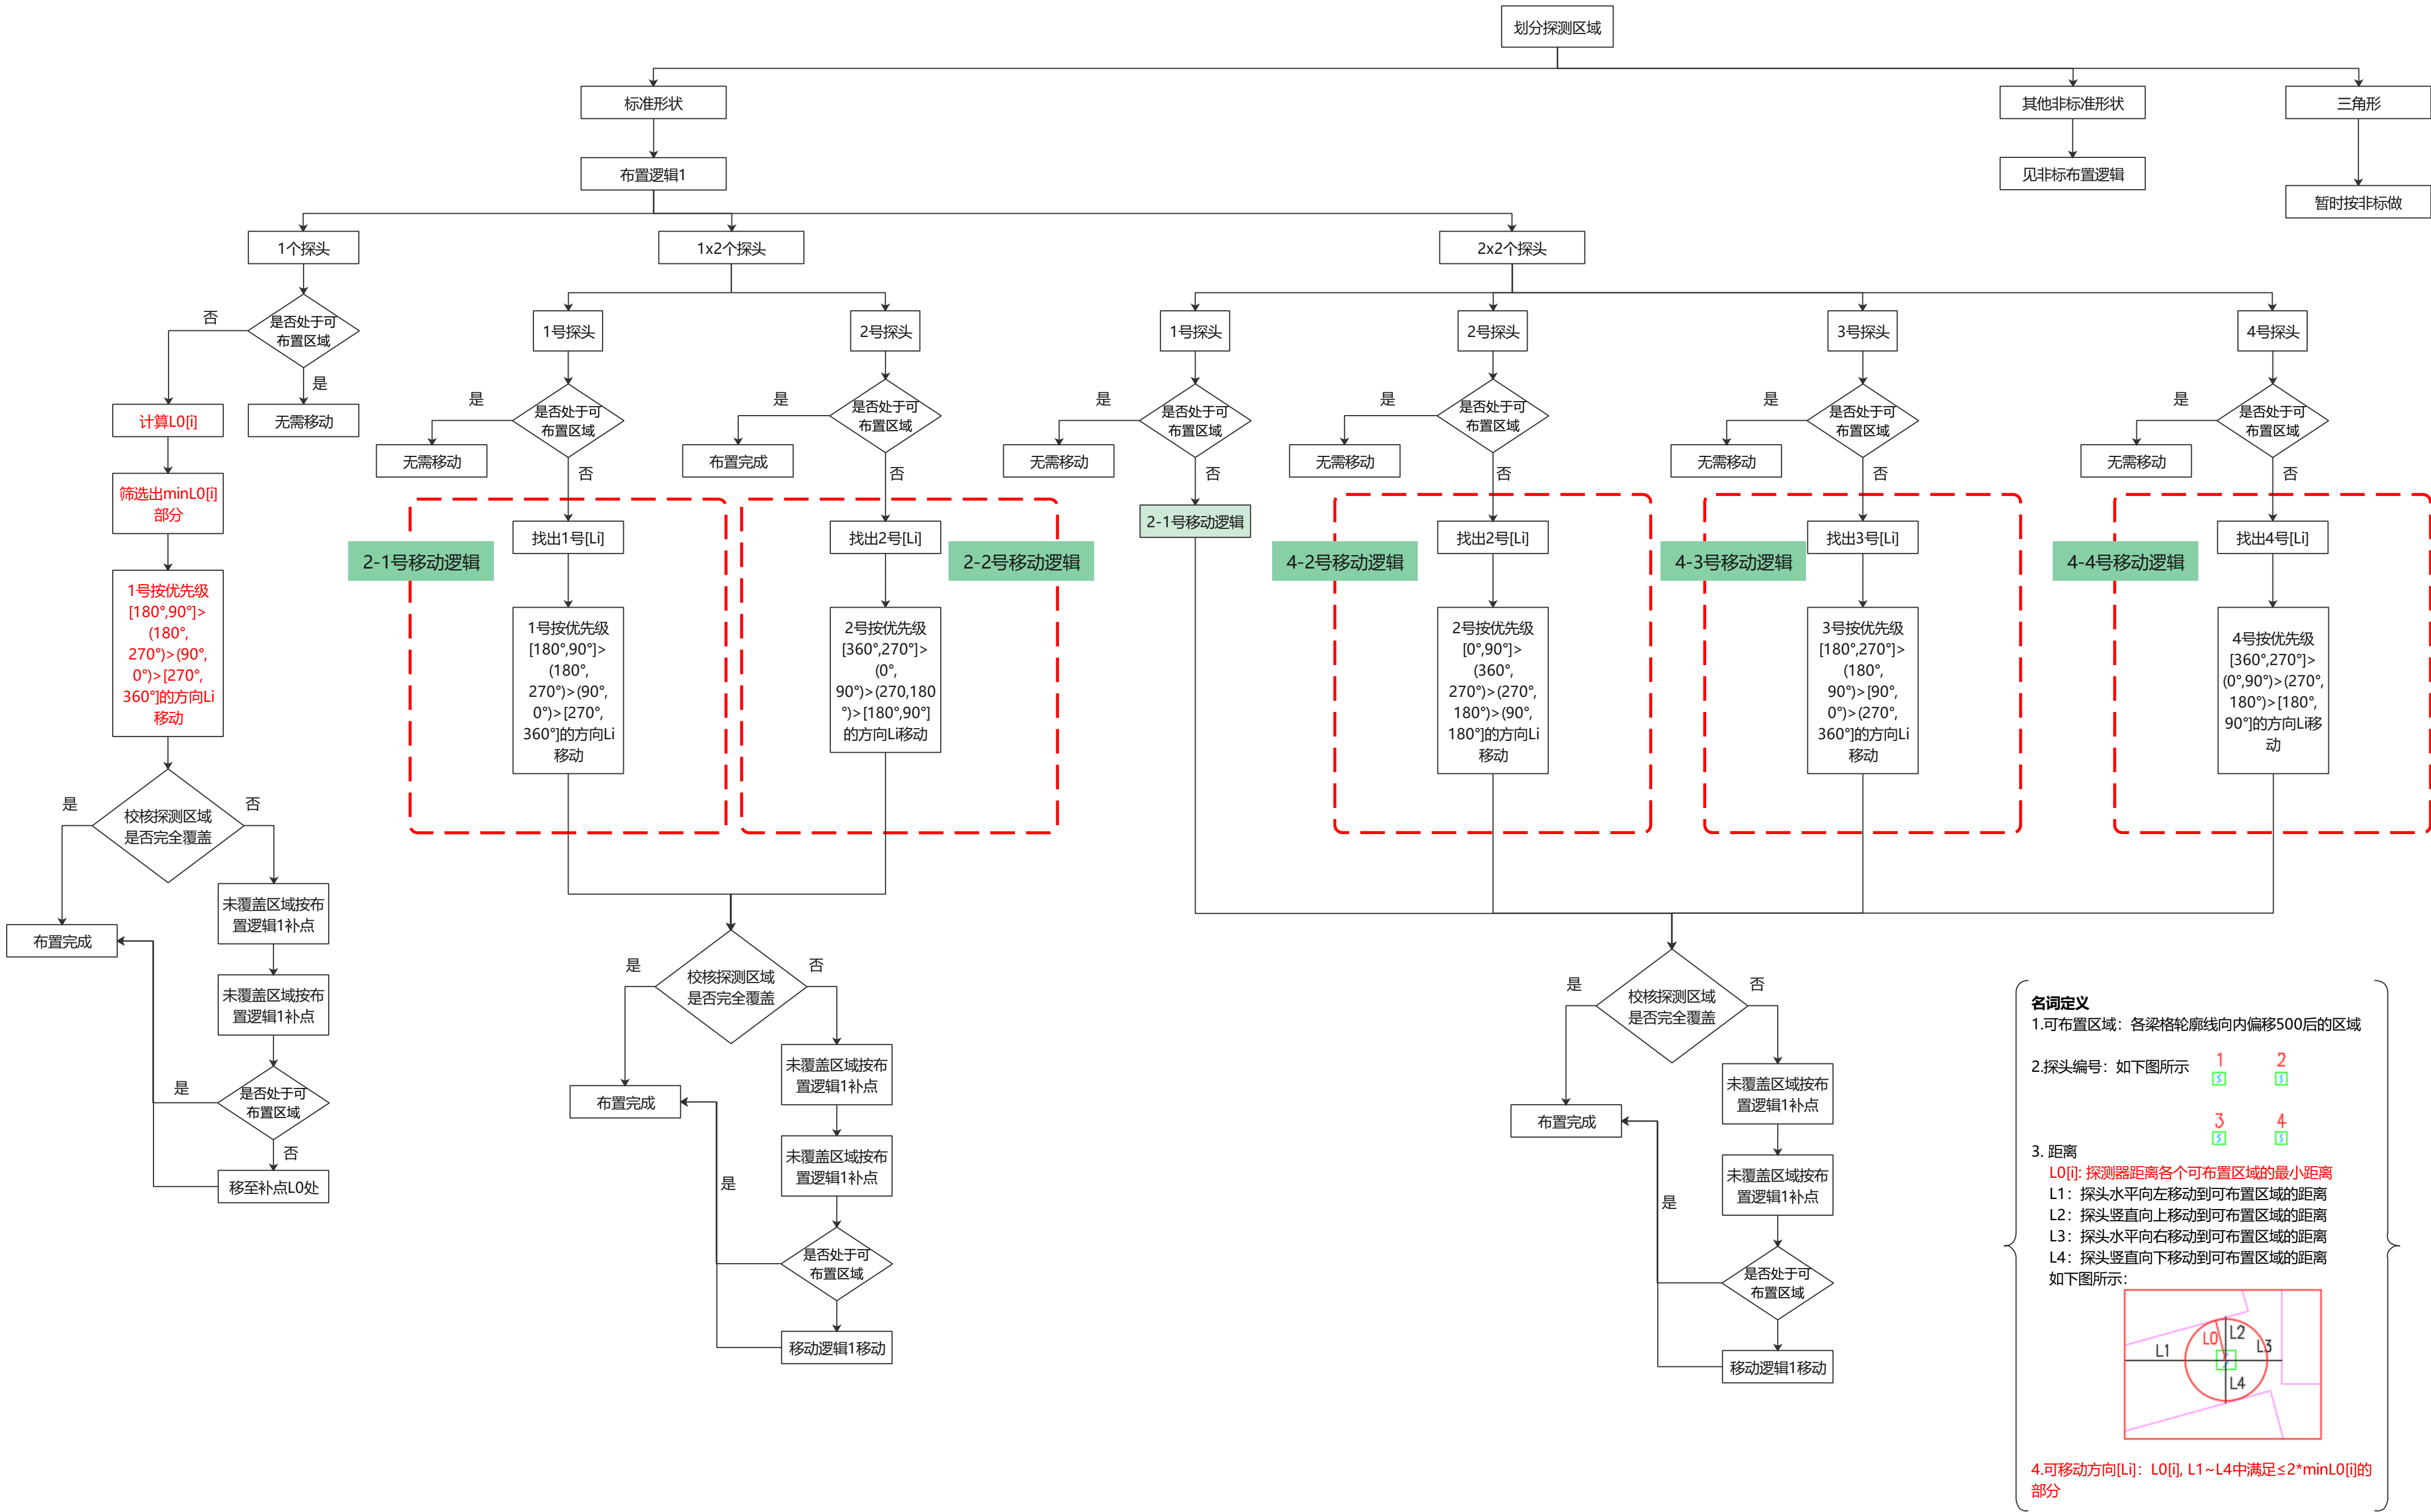 划分探测区域
标准形状
其他非标准形状
三角形
布置逻辑1
见非标布置逻辑
暂时按非标做
1个探头
1x2个探头
2x2个探头
是否处于可
布置区域
否
是
计算L0[i]
无需移动
筛选出minL0[i]
部分
1号按优先级
[180°,90°]>
(180°,
270°)>(90°,
0°)>[270°,
360°]的方向Li
移动
校核探测区域
是否完全覆盖
是
否
布置完成
未覆盖区域按布
置逻辑1补点
未覆盖区域按布
置逻辑1补点
是否处于可
布置区域
是
否
移至补点L0处
1号探头
是否处于可
布置区域
是
无需移动
否
2-1号移动逻辑
找出1号[Li]
1号按优先级
[180°,90°]>
(180°,
270°)>(90°,
0°)>[270°,
360°]的方向Li
移动
2号探头
是否处于可
布置区域
是
布置完成
否
2-2号移动逻辑
找出2号[Li]
2号按优先级
[360°,270°]>
(0°,
90°)>(270,180
°)>[180°,90°]
的方向Li移动
校核探测区域
是否完全覆盖
是
否
布置完成
未覆盖区域按布
置逻辑1补点
未覆盖区域按布
置逻辑1补点
是
是否处于可
布置区域
移动逻辑1移动
1号探头
是否处于可
布置区域
是
无需移动
否
2-1号移动逻辑
2号探头
是否处于可
布置区域
是
无需移动
否
4-2号移动逻辑
找出2号[Li]
2号按优先级
[0°,90°]>
(360°,
270°)>(270°,
180°)>(90°,
180°]的方向Li
移动
3号探头
是否处于可
布置区域
是
无需移动
否
4-3号移动逻辑
找出3号[Li]
3号按优先级
[180°,270°]>
(180°,
90°)>[90°,
0°)>(270°,
360°]的方向Li
移动
4号探头
是否处于可
布置区域
是
无需移动
否
4-4号移动逻辑
找出4号[Li]
4号按优先级
[360°,270°]>
(0°,90°)>(270°,
180°)>[180°,
90°]的方向Li移
动
校核探测区域
是否完全覆盖
是
否
布置完成
未覆盖区域按布
置逻辑1补点
未覆盖区域按布
置逻辑1补点
是
是否处于可
布置区域
移动逻辑1移动
名词定义
1.可布置区域：各梁格轮廓线向内偏移500后的区域
2.探头编号：如下图所示
1 2
3 4
3. 距离
L0[i]: 探测器距离各个可布置区域的最小距离
L1：探头水平向左移动到可布置区域的距离
L2：探头竖直向上移动到可布置区域的距离
L3：探头水平向右移动到可布置区域的距离
L4：探头竖直向下移动到可布置区域的距离
如下图所示：
L0 L2
L1 L3
L4
4.可移动方向[Li]：L0[i], L1~L4中满足≤2*minL0[i]的
部分